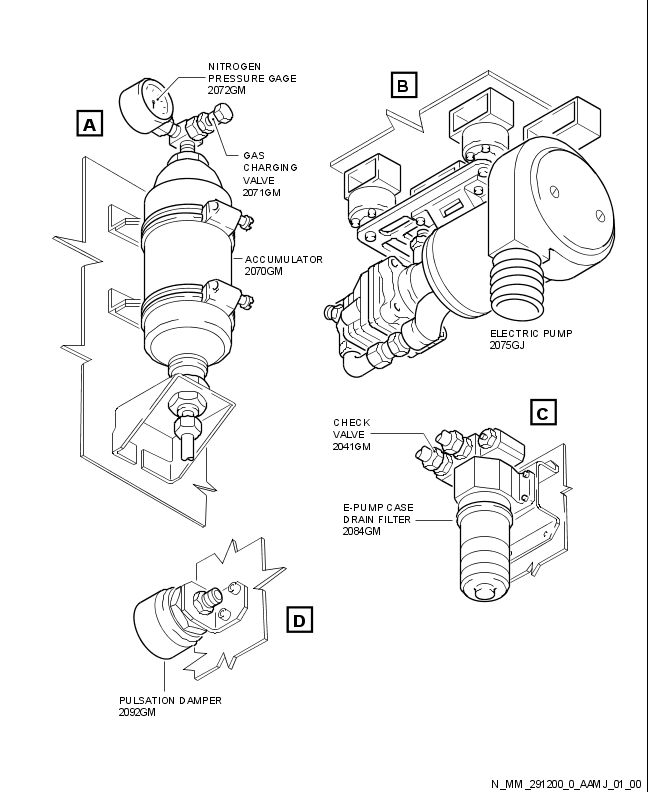 NITROGEN
PRESSURE GAGE
2072GM
A
GAS
CHARGING
VALVE
2071GM
ACCUMULATOR
2070GM
B
ELECTRIC PUMP
2075GJ
C
CHECK
VALVE
2041GM
E-PUMP CASE
DRAIN FILTER
2084GM
D
PULSATION DAMPER
2092GM
N_MM_291200_0_AAMJ_01_00